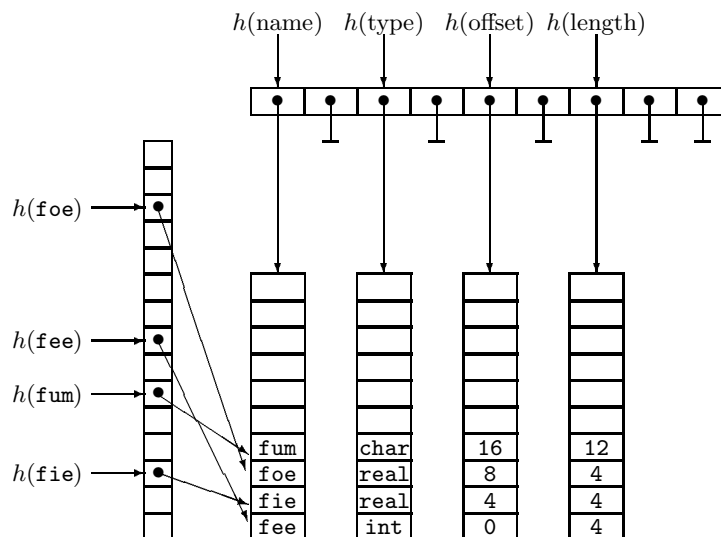 h(name) h(type) h(offset) h(length)
h(foe)
h(fee)
h(fum)
h(fie)
fum char 16 12
foe real 8 4
fie real 4 4
fee int 0 4